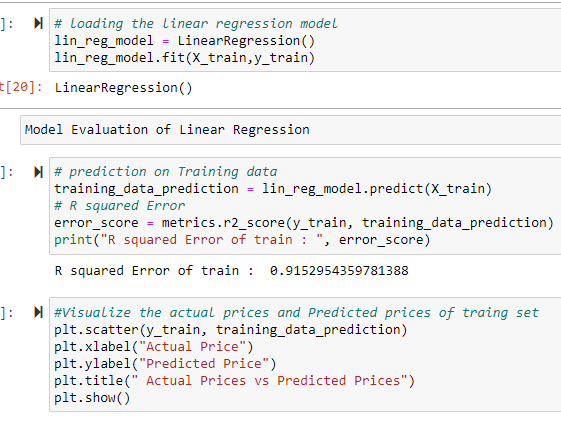 ]: # loading the linear regression model
lin_reg_model = LinearRegression()
lin_reg_model.fit(X_train,y_train)
t[20]: LinearRegression()
Model Evaluation of Linear Regression
]: # prediction on Training data
training_data_prediction = lin_reg_model.predict(X_train)
# R squared Error
error_score = metrics.r2_score(y_train, training_data_prediction)
print("R squared Error of train : ", error_score)
R squared Error of train :  0.9152954359781388
]: #Visualize the actual prices and Predicted prices of traing set
plt.scatter(y_train, training_data_prediction)
plt.xlabel("Actual Price")
plt.ylabel("Predicted Price")
plt.title(" Actual Prices vs Predicted Prices")
plt.show()